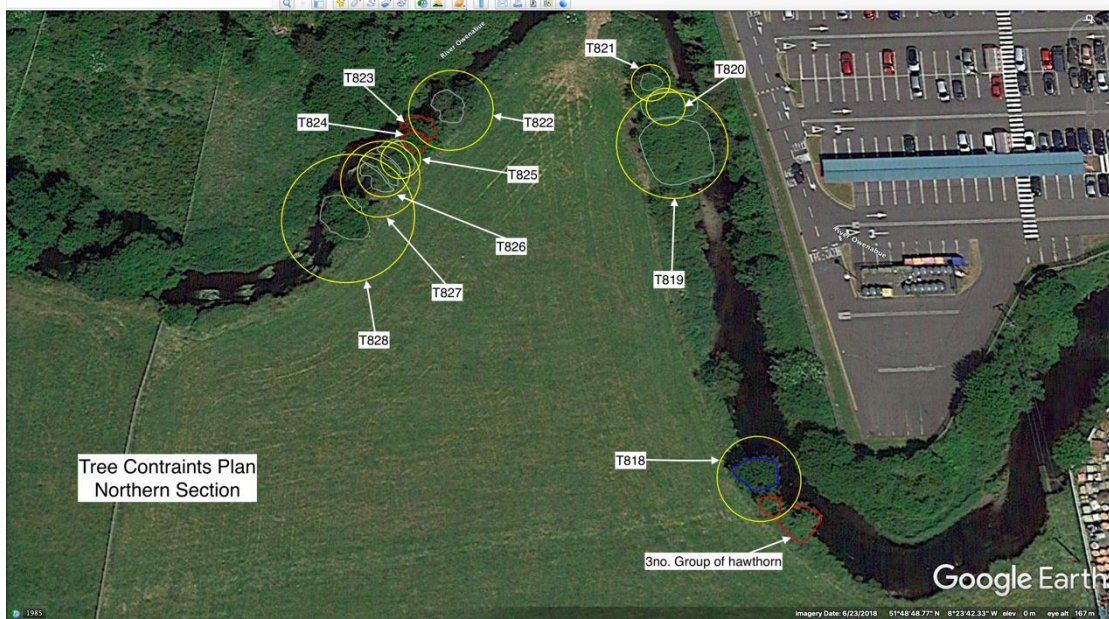 River Owenabue
T821
T820
T823
T824
T822
T825
T826
T827
T828
T819
River Owenabue
T818
Tree Contraints Plan
Northern Section
3no. Group of hawthorn
Google Earth
1985
Imagery Date: 6/23/2018 51°48'48.77" N 8°23'42.33" W elev 0 m eye alt 167 m